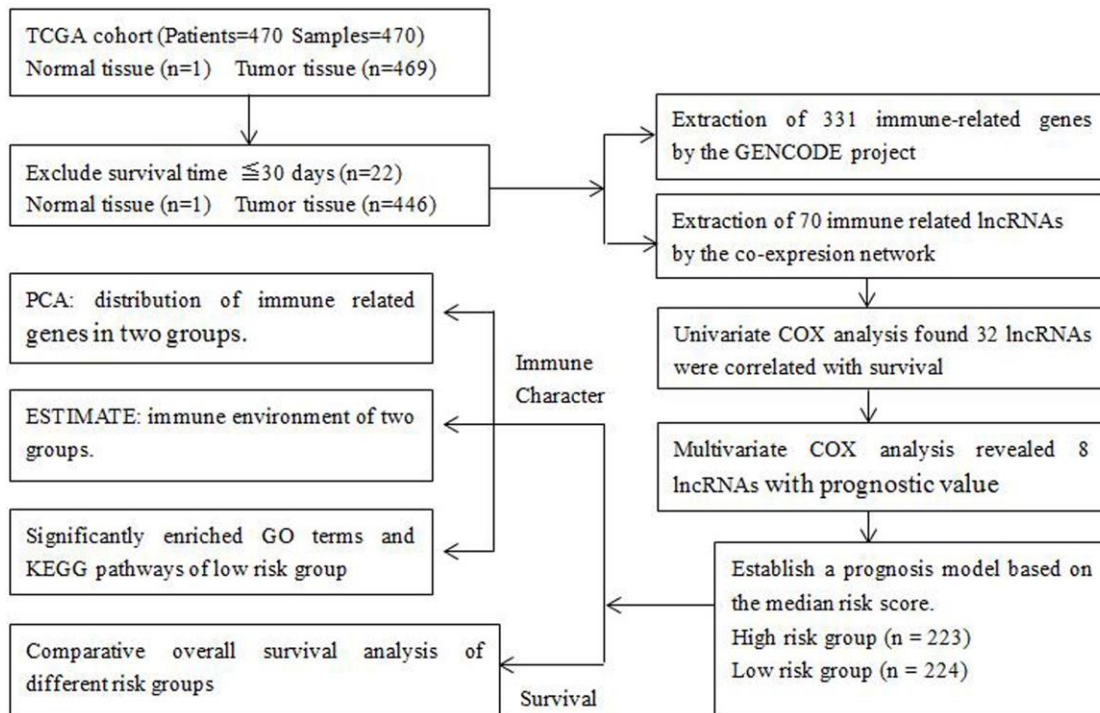 TCGA cohort (Patients=470 Samples=470)
Normal tissue (n=1) Tumor tissue (n=469)
Exclude survival time ≦30 days (n=22)
Normal tissue (n=1) Tumor tissue (n=446)
Extraction of 331 immune-related genes
by the GENCODE project
Extraction of 70 immune related lncRNAs
by the co-expresion network
Univariate COX analysis found 32 lncRNAs
were correlated with survival
Multivariate COX analysis revealed 8
lncRNAs with prognostic value
Establish a prognosis model based on
the median risk score.
High risk group (n = 223)
Low risk group (n = 224)
Immune
Character
PCA: distribution of immune related
genes in two groups.
ESTIMATE: immune environment of two
groups.
Significantly enriched GO terms and
KEGG pathways of low risk group
Survival
Comparative overall survival analysis of
different risk groups